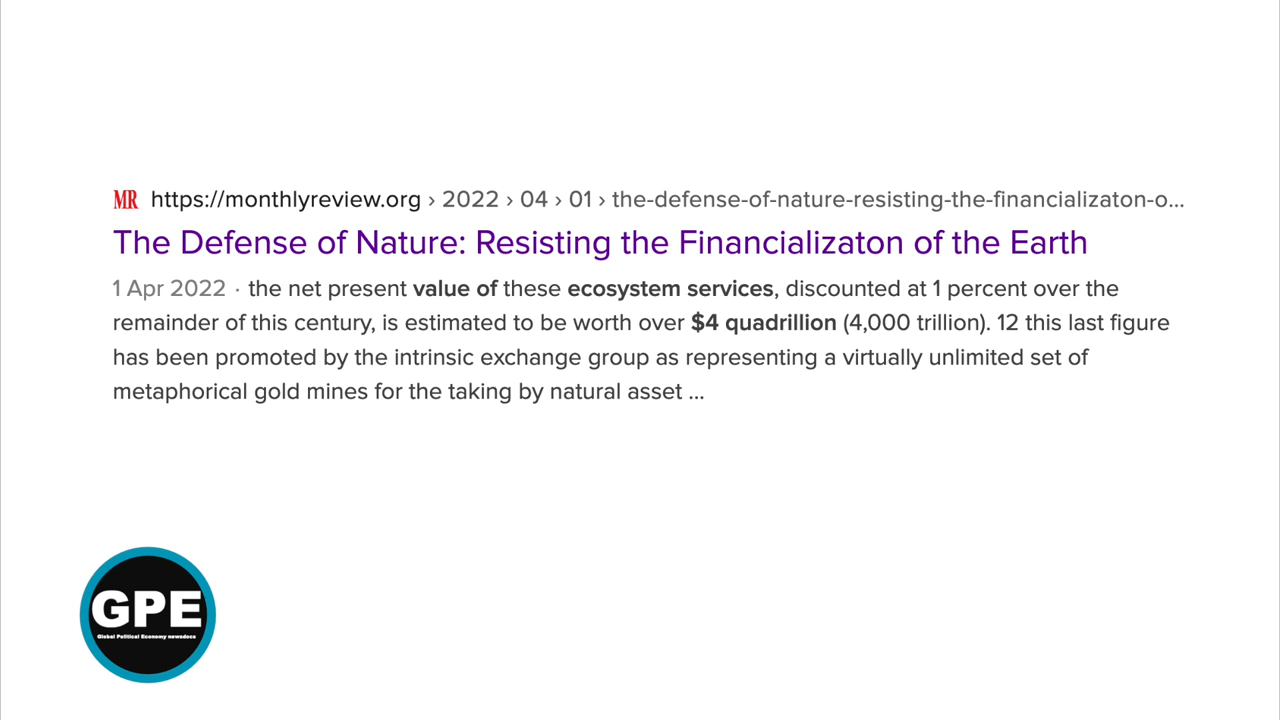 MR https://monthlyreview.org › 2022 › 04 › 01 › the-defense-of-nature-resisting-the-financializaton-o...
The Defense of Nature: Resisting the Financializaton of the Earth
1 Apr 2022 · the net present value of these ecosystem services, discounted at 1 percent over the
remainder of this century, is estimated to be worth over $4 quadrillion (4,000 trillion). 12 this last figure
has been promoted by the intrinsic exchange group as representing a virtually unlimited set of
metaphorical gold mines for the taking by natural asset ...
GPE
Global Political Economy newsdocs